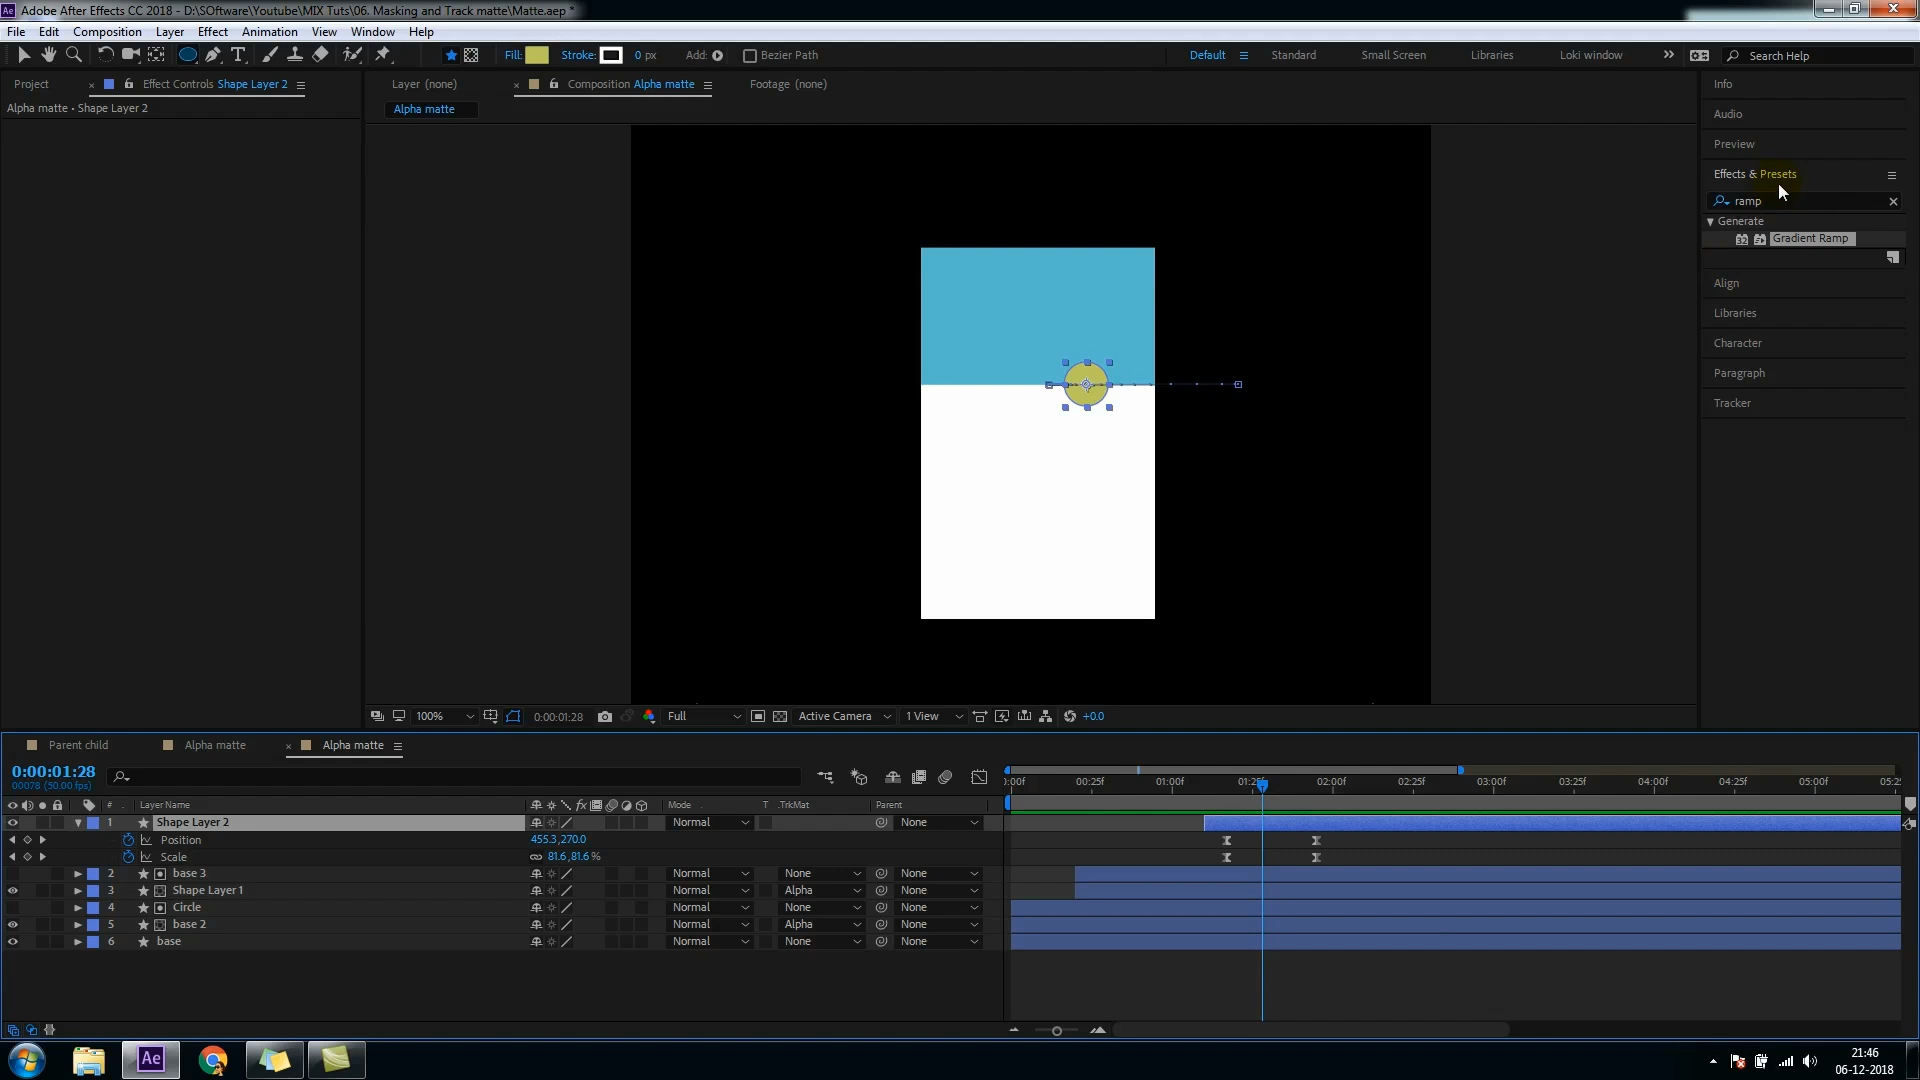 Adobe After Effects CC 2018 - D:\SOftware\Youtube\MIX Tuts\06. Masking and Track matte\Matte.aep *
File Edit Composition Layer Effect Animation View Window Help
Fill: Stroke: 0 px Add: Bezier Path Default Standard Small Screen Libraries Loki window Search Help
Project Effect Controls Shape Layer 2 Layer (none) Composition Alpha matte Footage (none) Info
Alpha matte • Shape Layer 2 Alpha matte
Audio
Preview
Effects & Presets
ramp
Generate
32 Gradient Ramp
Align
Libraries
Character
Paragraph
Tracker
100% 0:00:01:28 Full Active Camera 1 View +0.0
Parent child Alpha matte Alpha matte
0:00:01:28
00078 (50.00 fps)
:00f 00:25f 01:00f 01:25f 02:00f 02:25f 03:00f 03:25f 04:00f 04:25f 05:00f 05:2
# Layer Name fx Mode T .TrkMat Parent
1 Shape Layer 2 Normal None
Position 455.3,270.0
Scale 81.6,81.6%
2 base 3 Normal None None
3 Shape Layer 1 Normal Alpha None
4 Circle Normal None None
5 base 2 Normal Alpha None
6 base Normal None None
Ae
21:46
06-12-2018